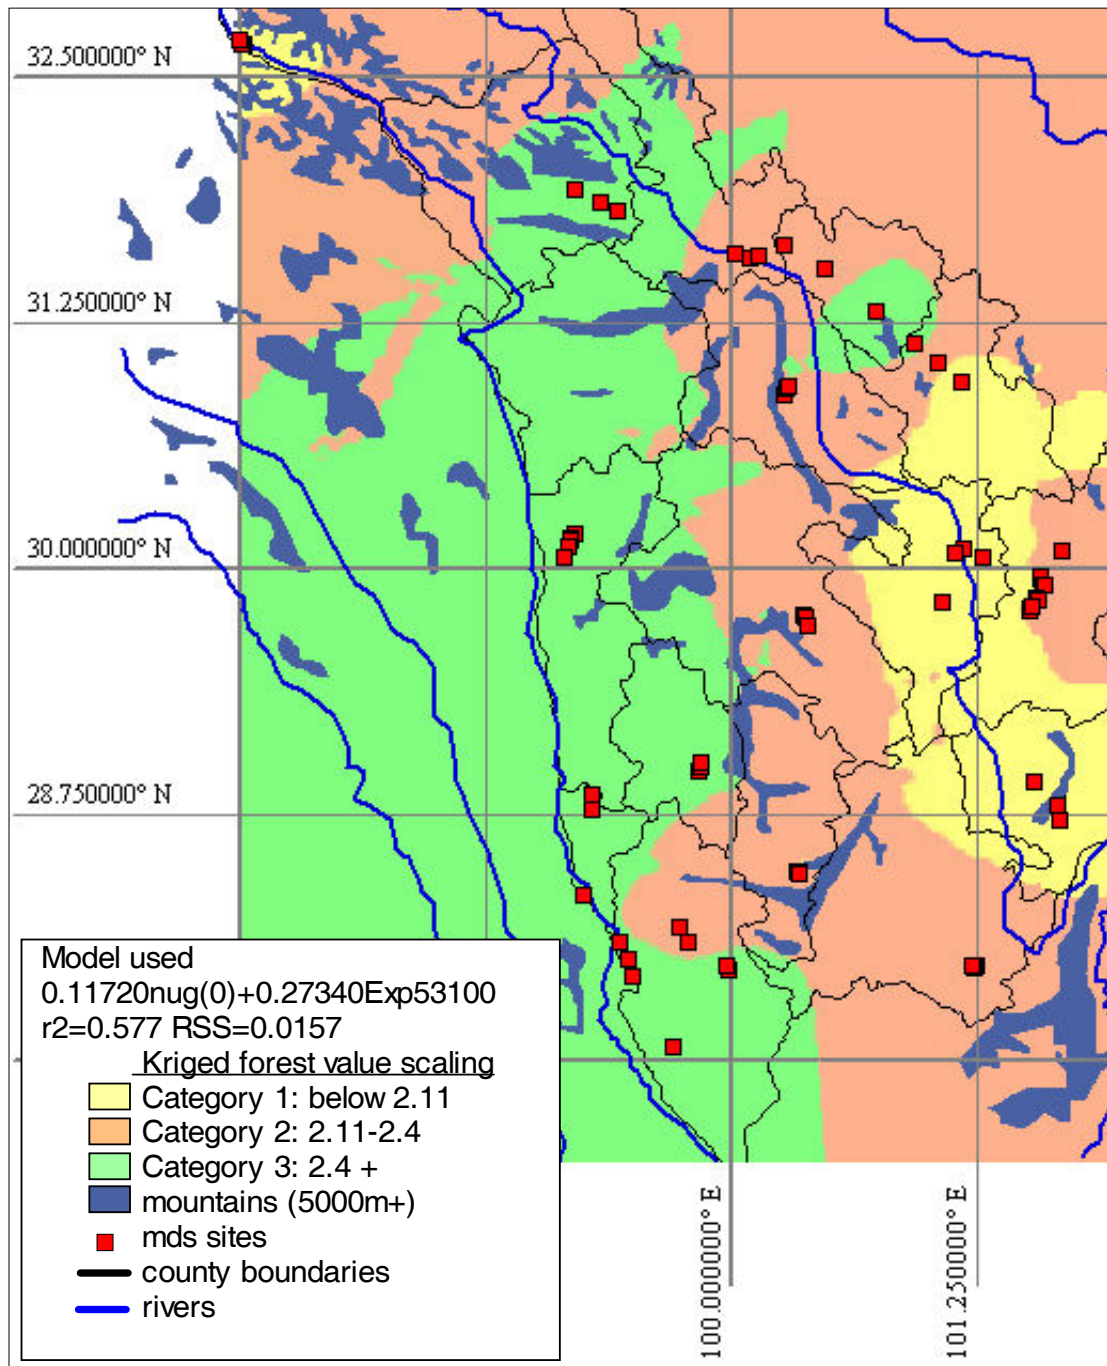 32.500000° N
31.250000° N
30.000000° N
28.750000° N
Model used
0.11720nug(0)+0.27340Exp53100
r2=0.577 RSS=0.0157
Kriged forest value scaling
Category 1: below 2.11
Category 2: 2.11-2.4
Category 3: 2.4 +
mountains (5000m+)
mds sites
county boundaries
rivers
100.000000° E
101.250000° E